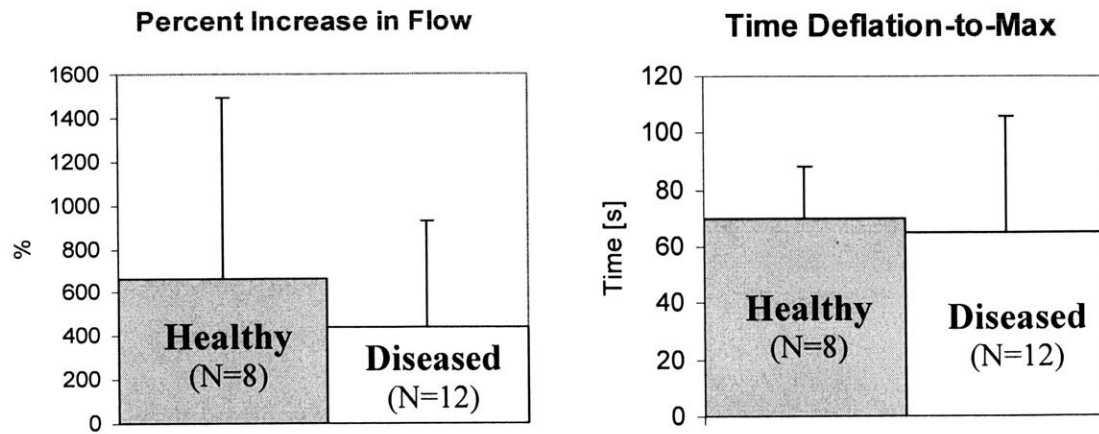 Percent Increase in Flow
1600
1400
1200
1000
800
600
400
200
0
%
Healthy
(N=8)
Diseased
(N=12)
Time Deflation-to-Max
120
100
80
60
40
20
0
Time [s]
Healthy
(N=8)
Diseased
(N=12)